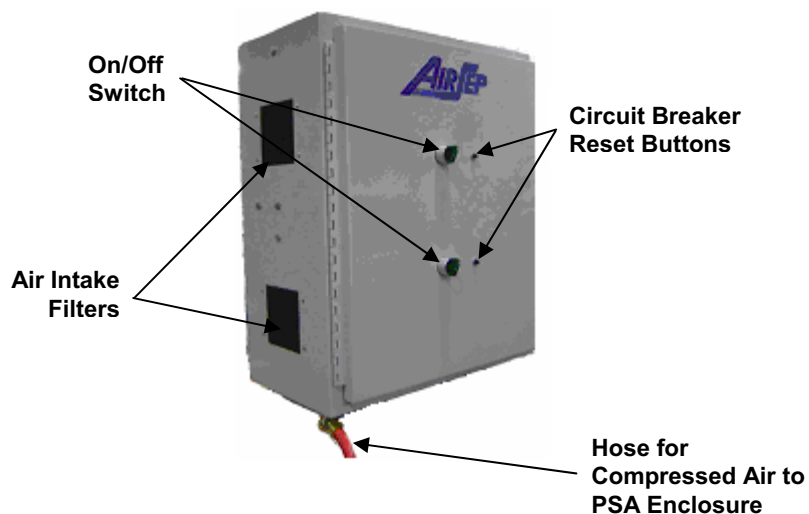 On/Off
Switch
AIRSEP
Circuit Breaker
Reset Buttons
Air Intake
Filters
Hose for
Compressed Air to
PSA Enclosure